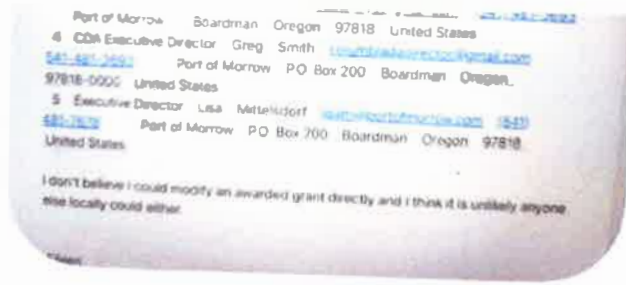 Port of Morrow Boardman Oregon 97818 United States
4 CDA Executive Director Greg Smith
Port of Morrow PO Box 200 Boardman Oregon
97818-0000 United States
5 Executive Director Lisa Mittelsdorf (541)
Port of Morrow PO Box 200 Boardman Oregon 97818
United States
I don't believe I could modify an awarded grant directly and I think it is unlikely anyone
else locally could either.